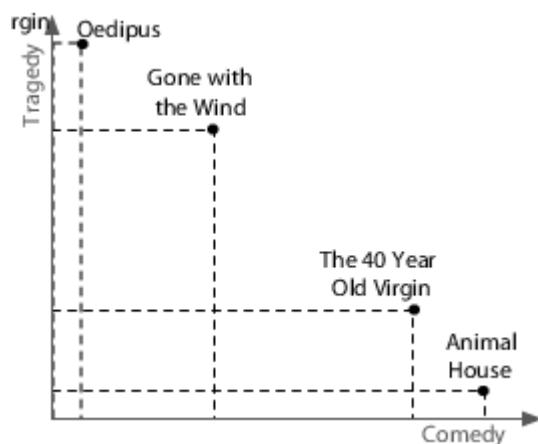 rgin
Oedipus
Tragedy
Gone with
the Wind
The 40 Year
Old Virgin
Animal
House
Comedy